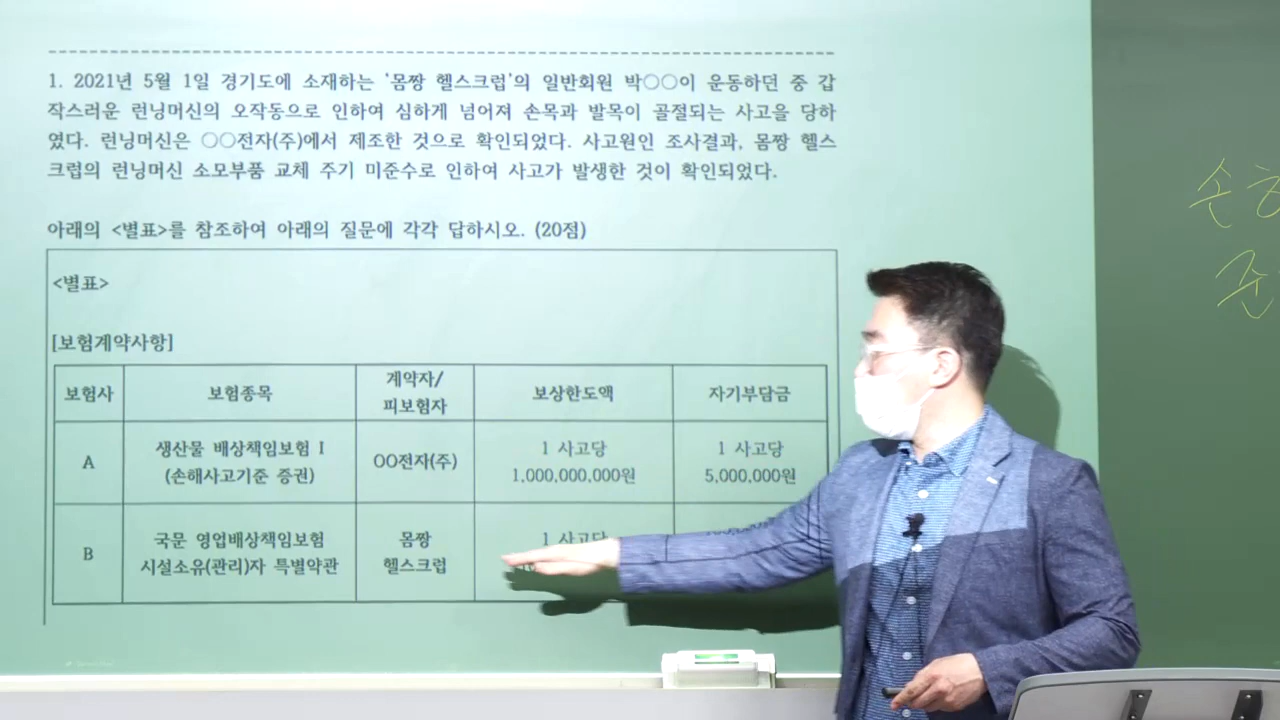 1. 2021년 5월 1일 경기도에 소재하는 '몸짱 헬스크럽'의 일반회원 박○○이 운동하던 중 갑
작스러운 런닝머신의 오작동으로 인하여 심하게 넘어져 손목과 발목이 골절되는 사고을 당하
였다. 런닝머신은 ○○전자(주)에서 제조한 것으로 확인되었다. 사고원인 조사결과, 몸짱 헬스
크럽의 런닝머신 소모부품 교체 주기 미준수로 인하여 사고가 발생한 것이 확인되었다.
아래의 <별표>를 참조하여 아래의 질문에 각각 답하시오. (20점)
<별표>
[보험계약사항]
보험사 보험종목 계약자/ 피보험자 보상한도액 자기부담금
A 생산물 배상책임보험 I (손해사고기준 증권) OO전자(주) 1 사고당 1,000,000,000원 1 사고당 5,000,000원
B 국문 영업배상책임보험 시설소유(관리)자 특별약관 몸짱 헬스크럽 1 사고당
손
준